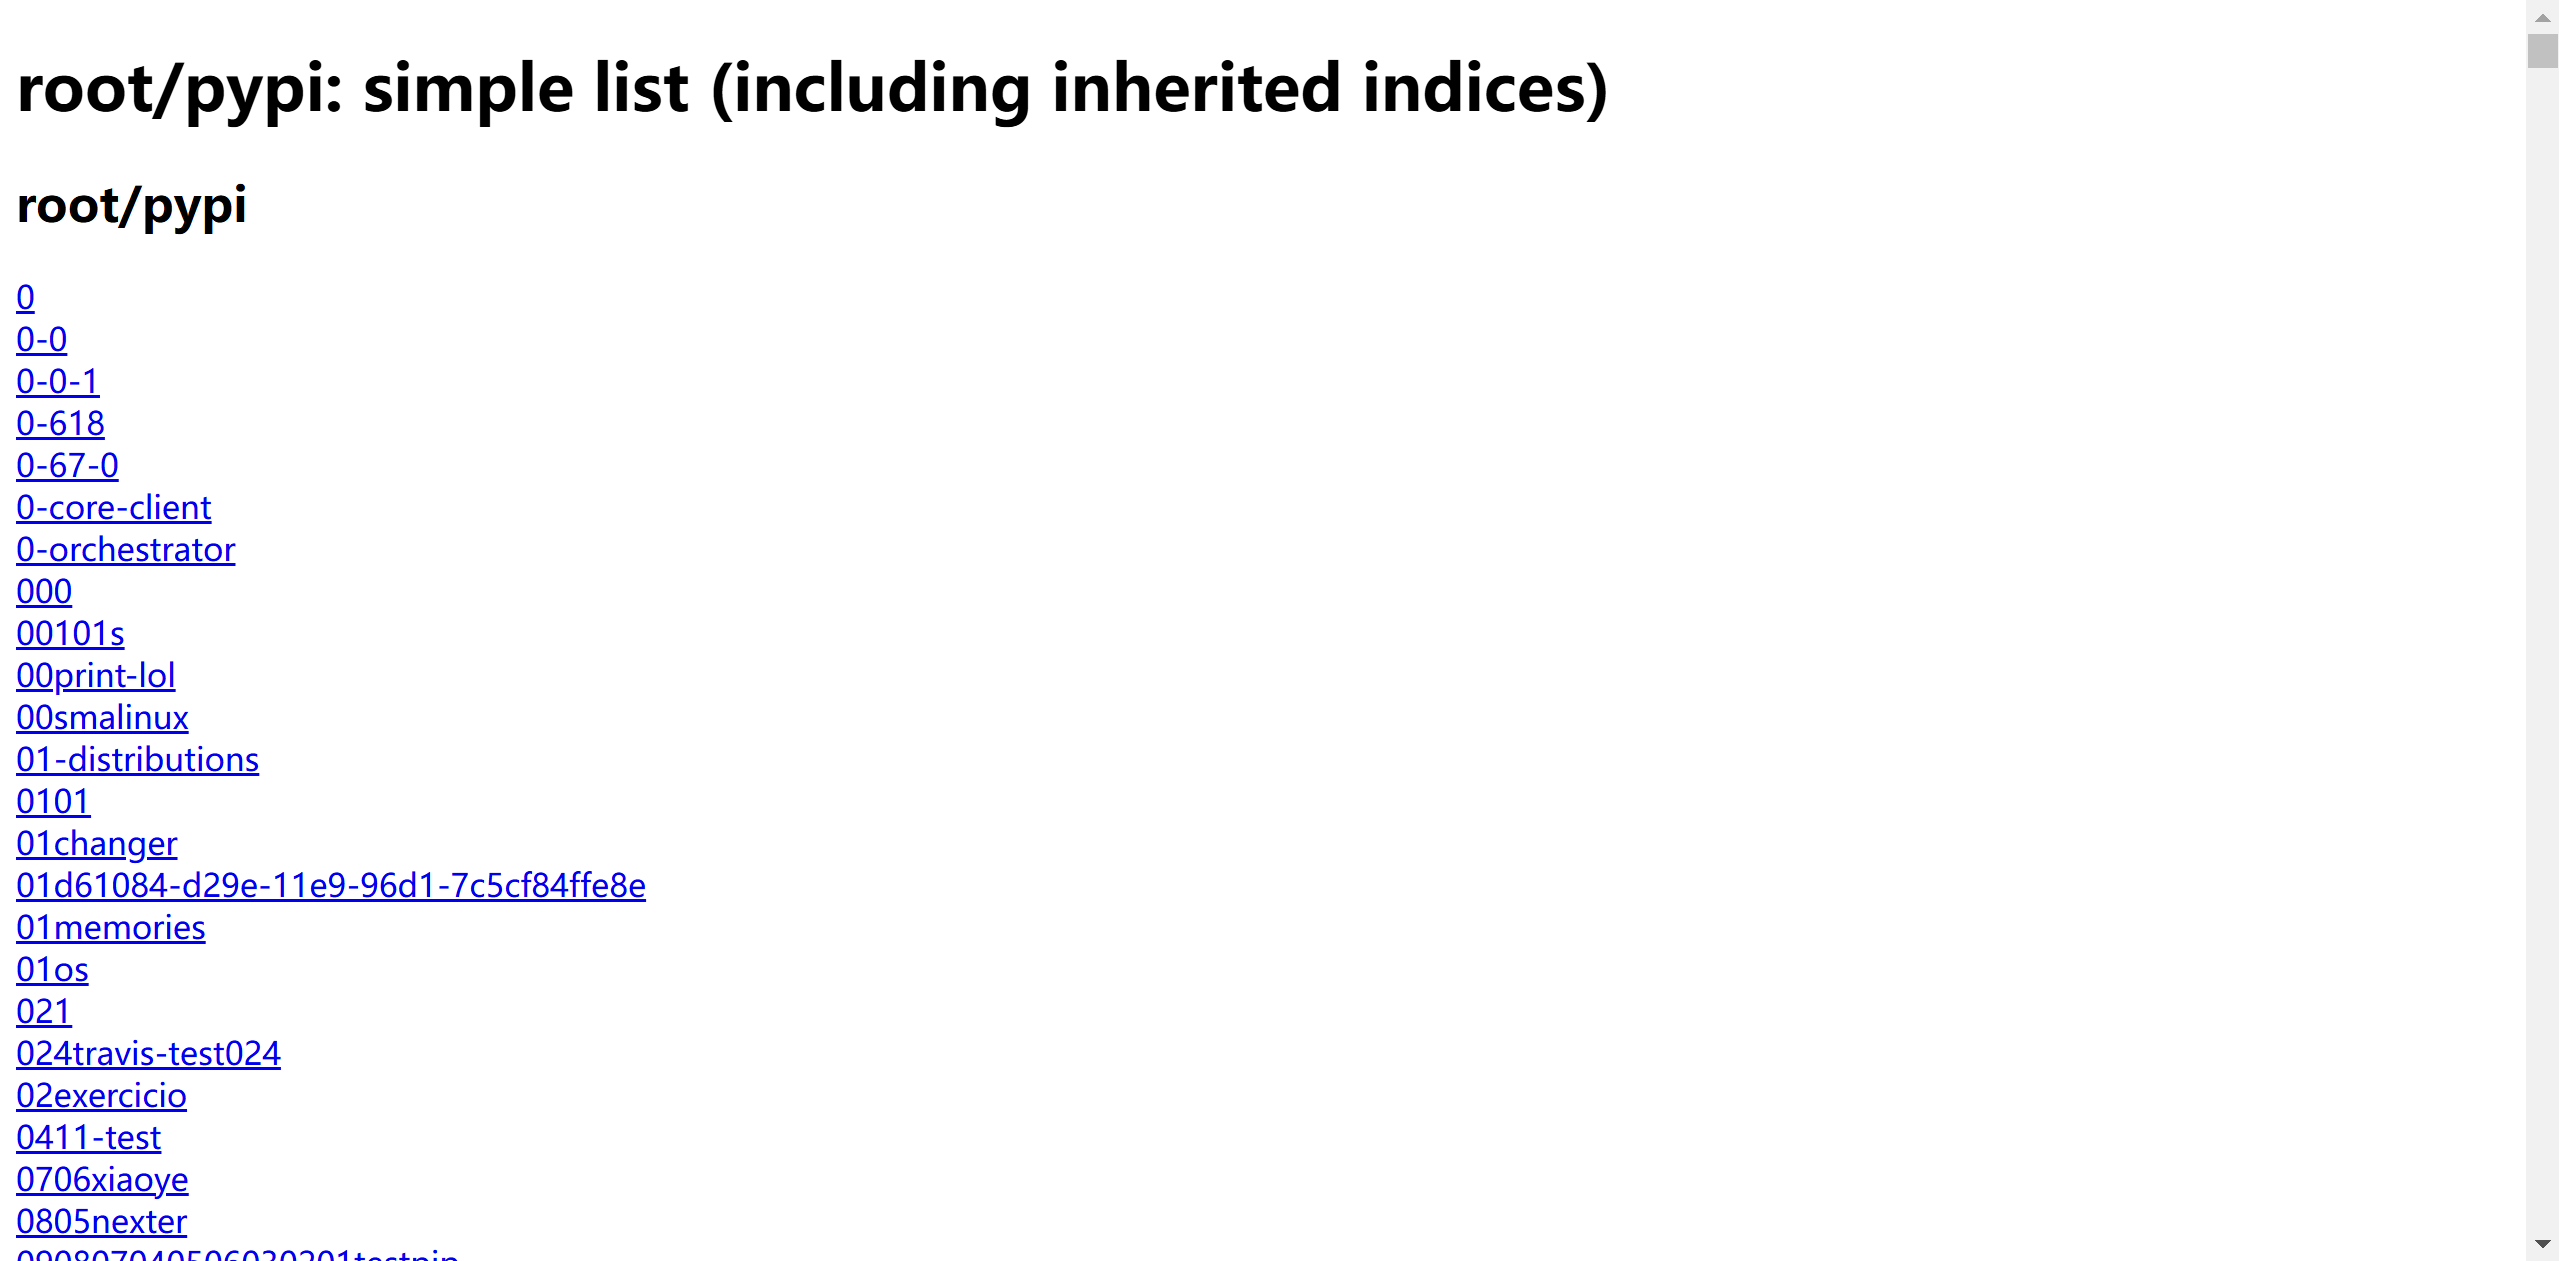 root/pypi: simple list (including inherited indices)
root/pypi
0
0-0
0-0-1
0-618
0-67-0
0-core-client
0-orchestrator
000
00101s
00print-lol
00smalinux
01-distributions
0101
01changer
01d61084-d29e-11e9-96d1-7c5cf84ffe8e
01memories
01os
021
024travis-test024
02exercicio
0411-test
0706xiaoye
0805nexter